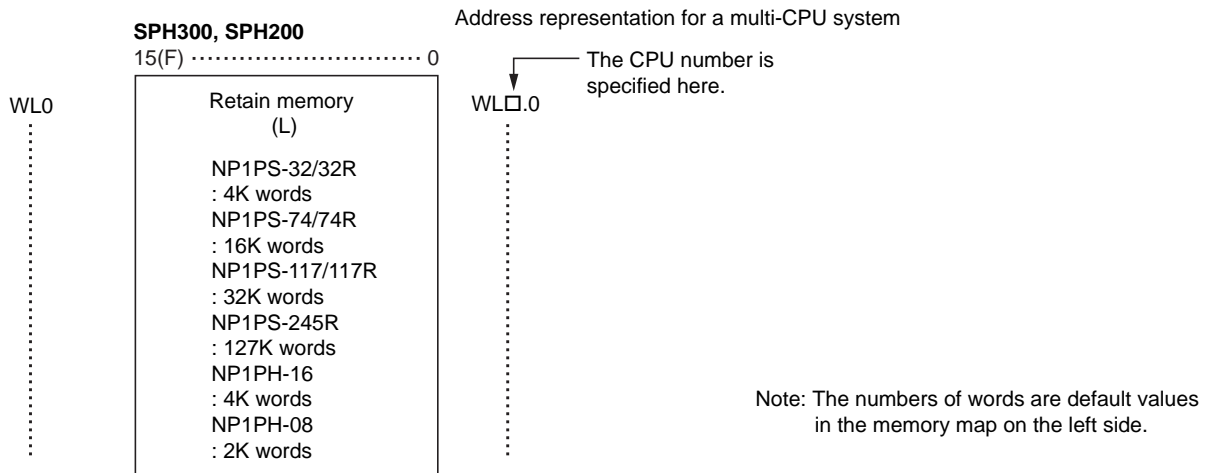 Address representation for a multi-CPU system
SPH300, SPH200
15(F) ····························· 0
The CPU number is
specified here.
WL0
WL□.0
Retain memory
(L)
NP1PS-32/32R
: 4K words
NP1PS-74/74R
: 16K words
NP1PS-117/117R
: 32K words
NP1PS-245R
: 127K words
NP1PH-16
: 4K words
NP1PH-08
: 2K words
Note: The numbers of words are default values
in the memory map on the left side.